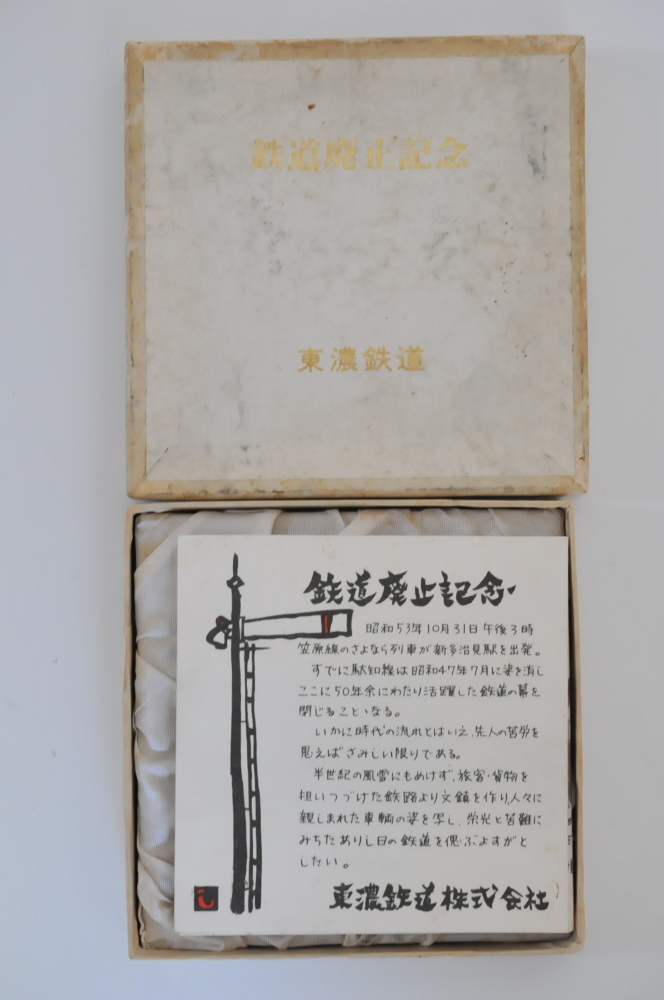 鉄道廃止記念
東濃鉄道
鉄道廃止記念
昭和53年10月31日午後3時
笠原線のさよなら列車が新多治見駅を出発。
すでに駄知線は昭和47年7月に姿を消し
ここに50年余にわたり活躍した鉄道の幕を
閉じることゝなる。
いかに時代の流れとはいえ、先人の苦労を
思えばさみしい限りである。
半世紀の風雪にもめげず、旅客・貨物を
担いつづけた鉄路より文鎮を作り、人々に
親しまれた車輌の姿を写し、栄光と苦難に
みちたありし日の鉄道を偲ぶよすがと
したい。
東濃鉄道株式会社